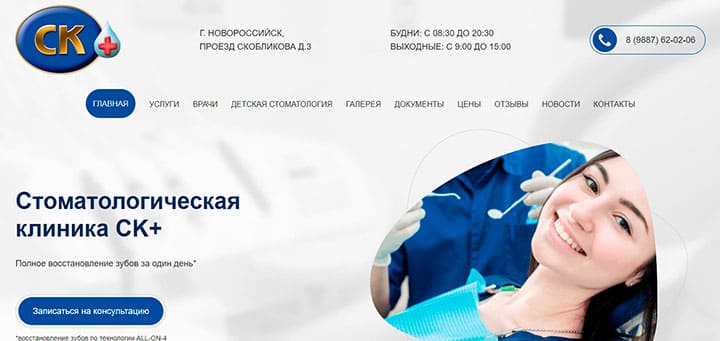 СК
Г. НОВОРОССИЙСК,
ПРОЕЗД СКОБЛИКОВА Д.3
БУДНИ: С 08:30 ДО 20:30
ВЫХОДНЫЕ: С 9:00 ДО 15:00
8 (9887) 62-02-06
ГЛАВНАЯ УСЛУГИ ВРАЧИ ДЕТСКАЯ СТОМАТОЛОГИЯ ГАЛЕРЕЯ ДОКУМЕНТЫ ЦЕНЫ ОТЗЫВЫ НОВОСТИ КОНТАКТЫ
Стоматологическая
клиника СК+
Полное восстановление зубов за один день*
Записаться на консультацию
*восстановление зубов по технологии ALL-ON-4